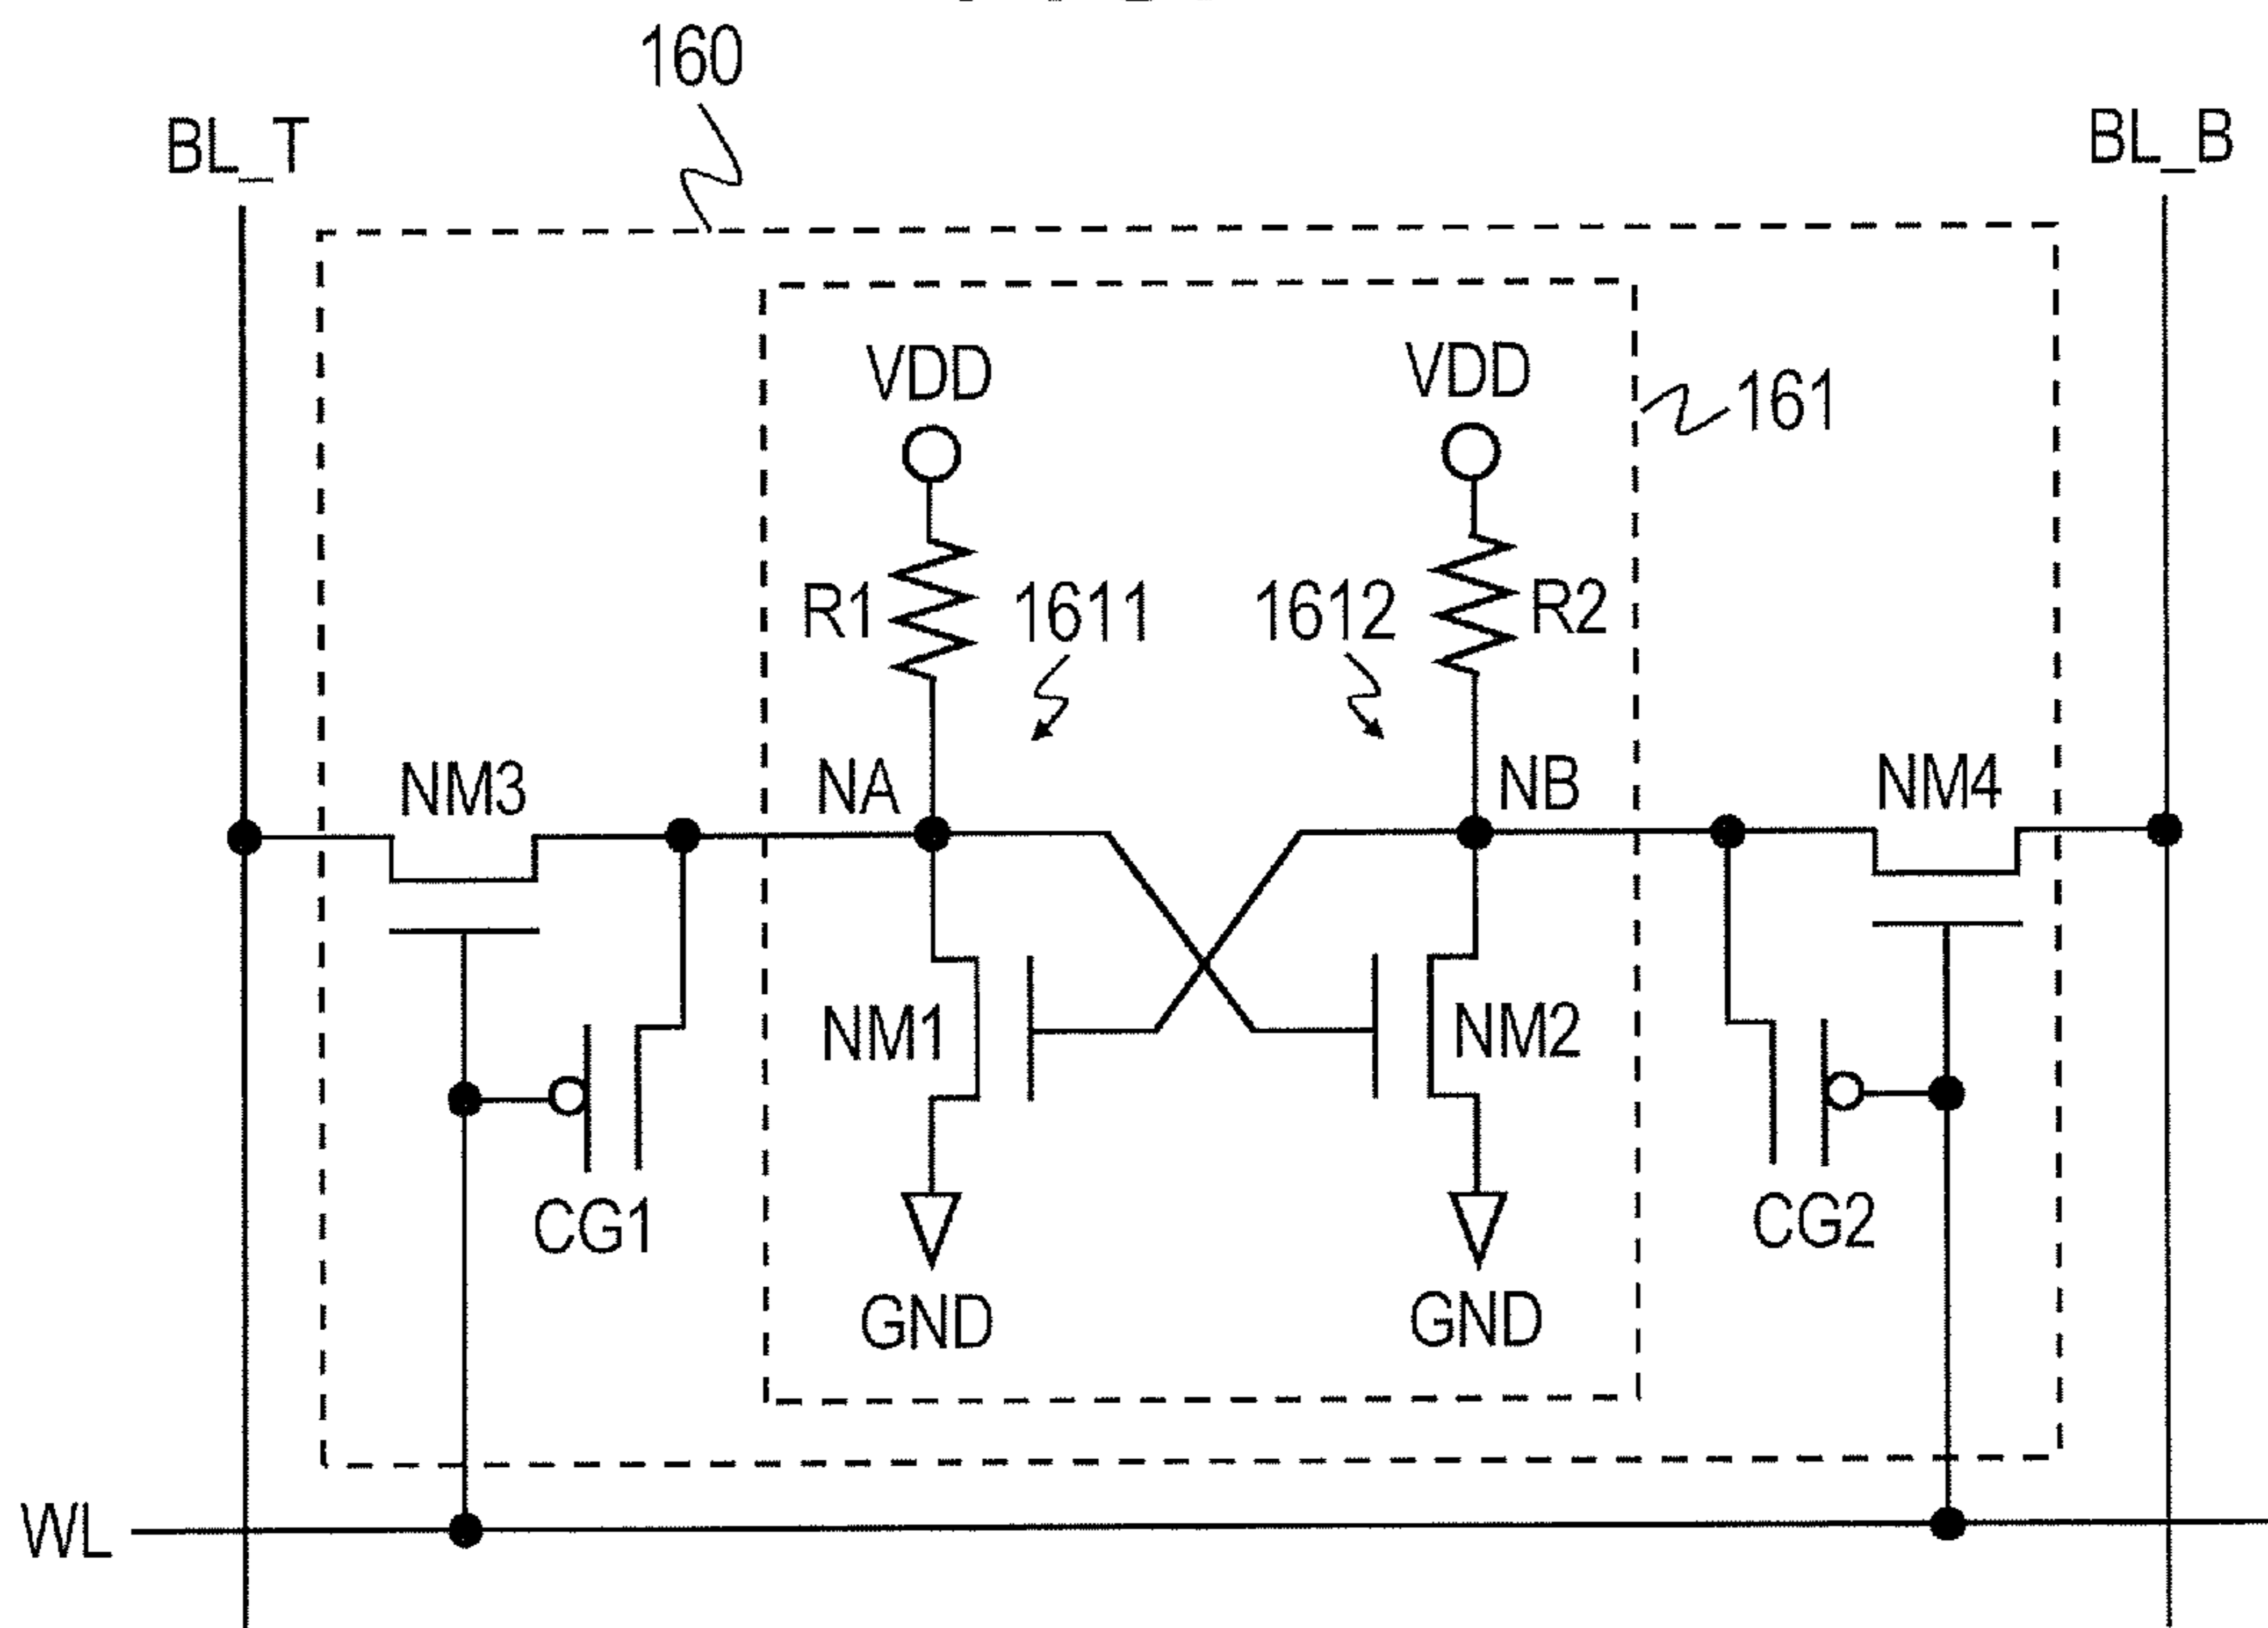 160
BL_T
BL_B
VDD
VDD
161
R1
1611
1612
R2
NM3
NA
NB
NM4
NM1
NM2
CG1
CG2
GND
GND
WL